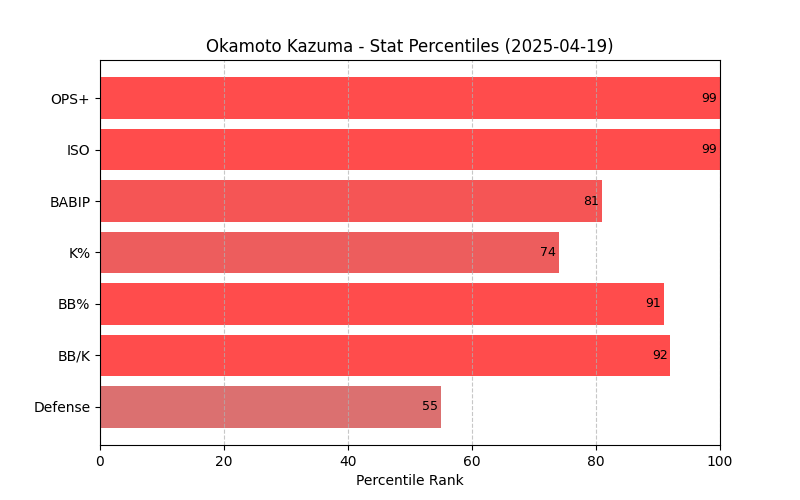 Okamoto Kazuma - Stat Percentiles (2025-04-19)
OPS+ 99
ISO 99
BABIP 81
K% 74
BB% 91
BB/K 92
Defense 55
0 20 40 60 80 100
Percentile Rank